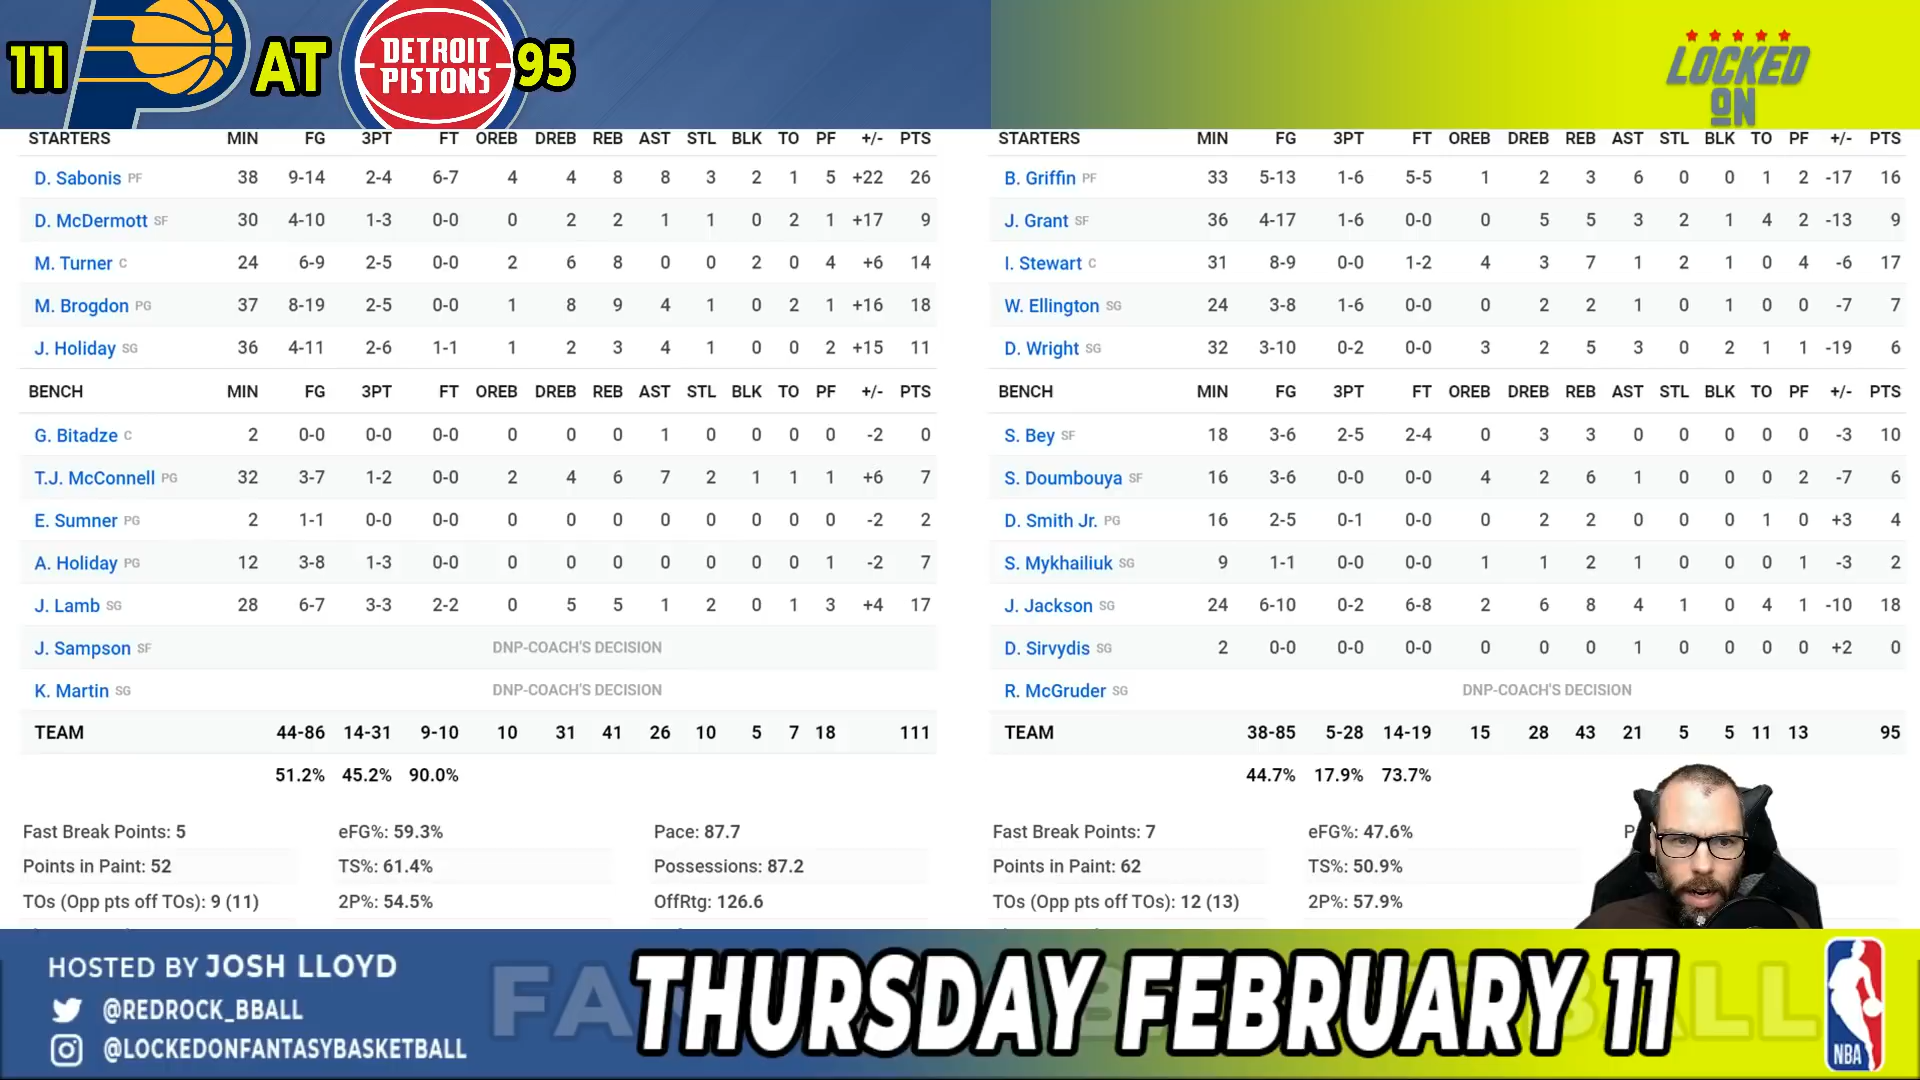 111 AT DETROIT PISTONS 95
LOCKED ON
STARTERS MIN FG 3PT FT OREB DREB REB AST STL BLK TO PF +/- PTS
D. Sabonis PF 38 9-14 2-4 6-7 4 4 8 8 3 2 1 5 +22 26
D. McDermott SF 30 4-10 1-3 0-0 0 2 2 1 1 0 2 1 +17 9
M. Turner C 24 6-9 2-5 0-0 2 6 8 0 0 2 0 4 +6 14
M. Brogdon PG 37 8-19 2-5 0-0 1 8 9 4 1 0 2 1 +16 18
J. Holiday SG 36 4-11 2-6 1-1 1 2 3 4 1 0 0 2 +15 11
BENCH MIN FG 3PT FT OREB DREB REB AST STL BLK TO PF +/- PTS
G. Bitadze C 2 0-0 0-0 0-0 0 0 0 1 0 0 0 0 -2 0
T.J. McConnell PG 32 3-7 1-2 0-0 2 4 6 7 2 1 1 1 +6 7
E. Sumner PG 2 1-1 0-0 0-0 0 0 0 0 0 0 0 0 -2 2
A. Holiday PG 12 3-8 1-3 0-0 0 0 0 0 0 0 0 1 -2 7
J. Lamb SG 28 6-7 3-3 2-2 0 5 5 1 2 0 1 3 +4 17
J. Sampson SF DNP-COACH'S DECISION
K. Martin SG DNP-COACH'S DECISION
TEAM 44-86 14-31 9-10 10 31 41 26 10 5 7 18 111
51.2% 45.2% 90.0%
Fast Break Points: 5 eFG%: 59.3% Pace: 87.7
Points in Paint: 52 TS%: 61.4% Possessions: 87.2
TOs (Opp pts off TOs): 9 (11) 2P%: 54.5% OffRtg: 126.6
STARTERS MIN FG 3PT FT OREB DREB REB AST STL BLK TO PF +/- PTS
B. Griffin PF 33 5-13 1-6 5-5 1 2 3 6 0 0 1 2 -17 16
J. Grant SF 36 4-17 1-6 0-0 0 5 5 3 2 1 4 2 -13 9
I. Stewart C 31 8-9 0-0 1-2 4 3 7 1 2 1 0 4 -6 17
W. Ellington SG 24 3-8 1-6 0-0 0 2 2 1 0 1 0 0 -7 7
D. Wright SG 32 3-10 0-2 0-0 3 2 5 3 0 2 1 1 -19 6
BENCH MIN FG 3PT FT OREB DREB REB AST STL BLK TO PF +/- PTS
S. Bey SF 18 3-6 2-5 2-4 0 3 3 0 0 0 0 0 -3 10
S. Doumbouya SF 16 3-6 0-0 0-0 4 2 6 1 0 0 0 2 -7 6
D. Smith Jr. PG 16 2-5 0-1 0-0 0 2 2 0 0 0 1 0 +3 4
S. Mykhailiuk SG 9 1-1 0-0 0-0 1 1 2 1 0 0 0 1 -3 2
J. Jackson SG 24 6-10 0-2 6-8 2 6 8 4 1 0 4 1 -10 18
D. Sirvydis SG 2 0-0 0-0 0-0 0 0 0 1 0 0 0 0 +2 0
R. McGruder SG DNP-COACH'S DECISION
TEAM 38-85 5-28 14-19 15 28 43 21 5 5 11 13 95
44.7% 17.9% 73.7%
Fast Break Points: 7 eFG%: 47.6%
Points in Paint: 62 TS%: 50.9%
TOs (Opp pts off TOs): 12 (13) 2P%: 57.9%
HOSTED BY JOSH LLOYD
@REDROCK_BBALL
@LOCKEDONFANTASYBASKETBALL
THURSDAY FEBRUARY 11
NBA